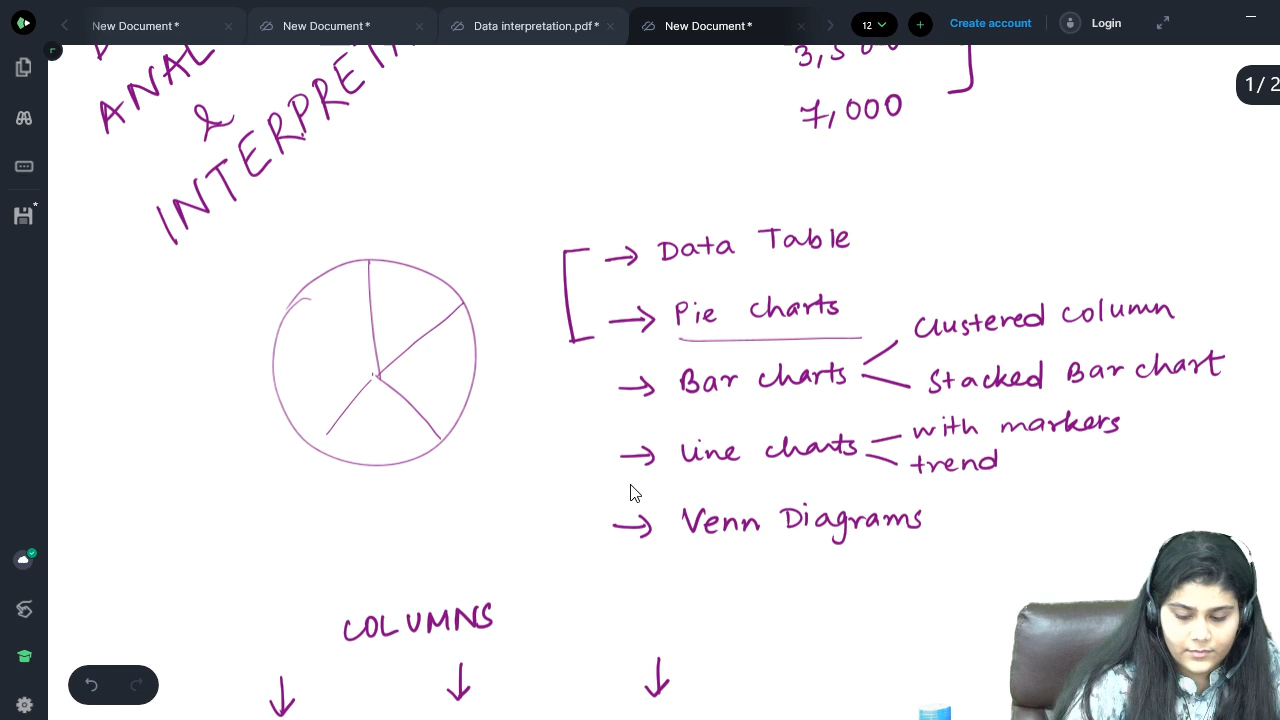 New Document*
New Document*
Data interpretation.pdf*
New Document*
12
Create account
Login
1/2
ANAL
&
INTERPRET
3,500
7,000
→ Data Table
→ Pie charts
→ Bar charts
Clustered column
Stacked Bar chart
→ Line charts
with markers
trend
→ Venn Diagrams
COLUMNS